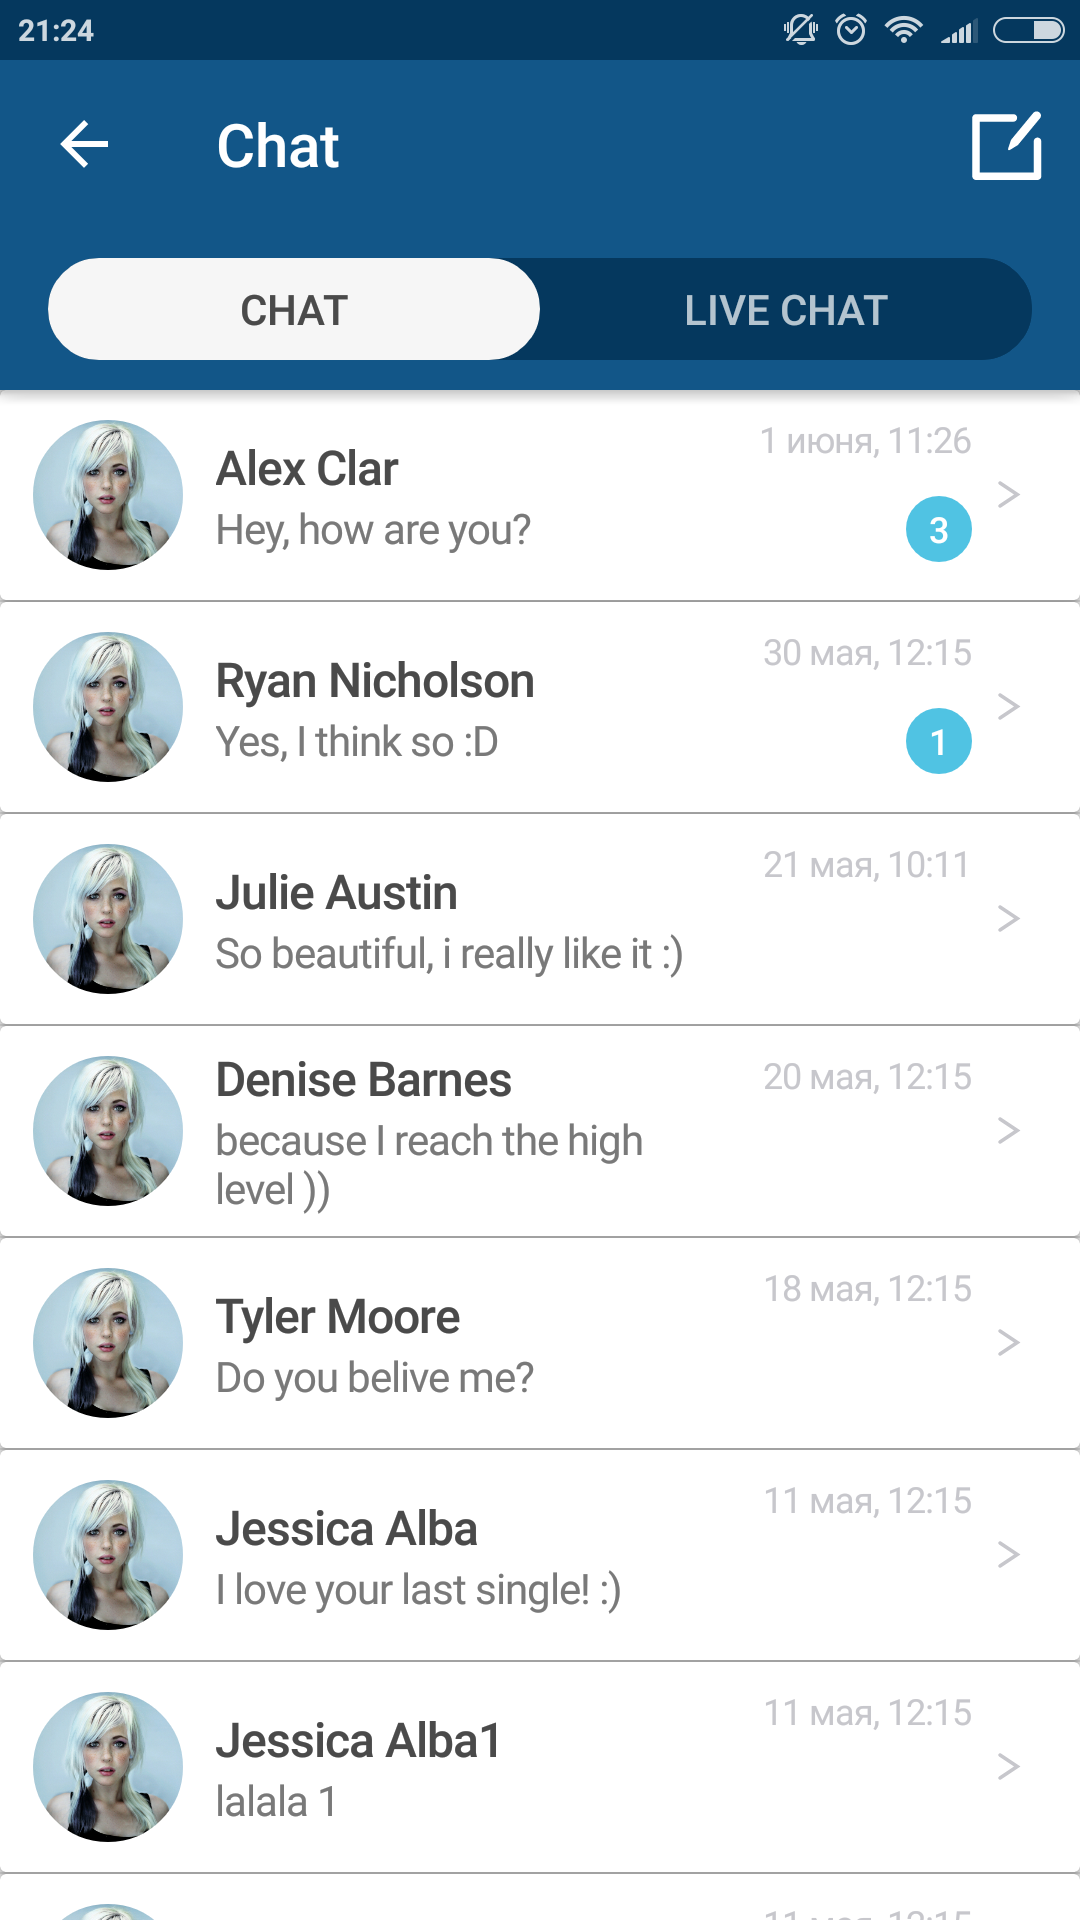 21:24
Chat
CHAT
LIVE CHAT
Alex Clar
1 июня, 11:26
Hey, how are you?
3
Ryan Nicholson
30 мая, 12:15
Yes, I think so :D
1
Julie Austin
21 мая, 10:11
So beautiful, i really like it :)
Denise Barnes
20 мая, 12:15
because I reach the high
level ))
Tyler Moore
18 мая, 12:15
Do you belive me?
Jessica Alba
11 мая, 12:15
I love your last single! :)
Jessica Alba1
11 мая, 12:15
lalala 1